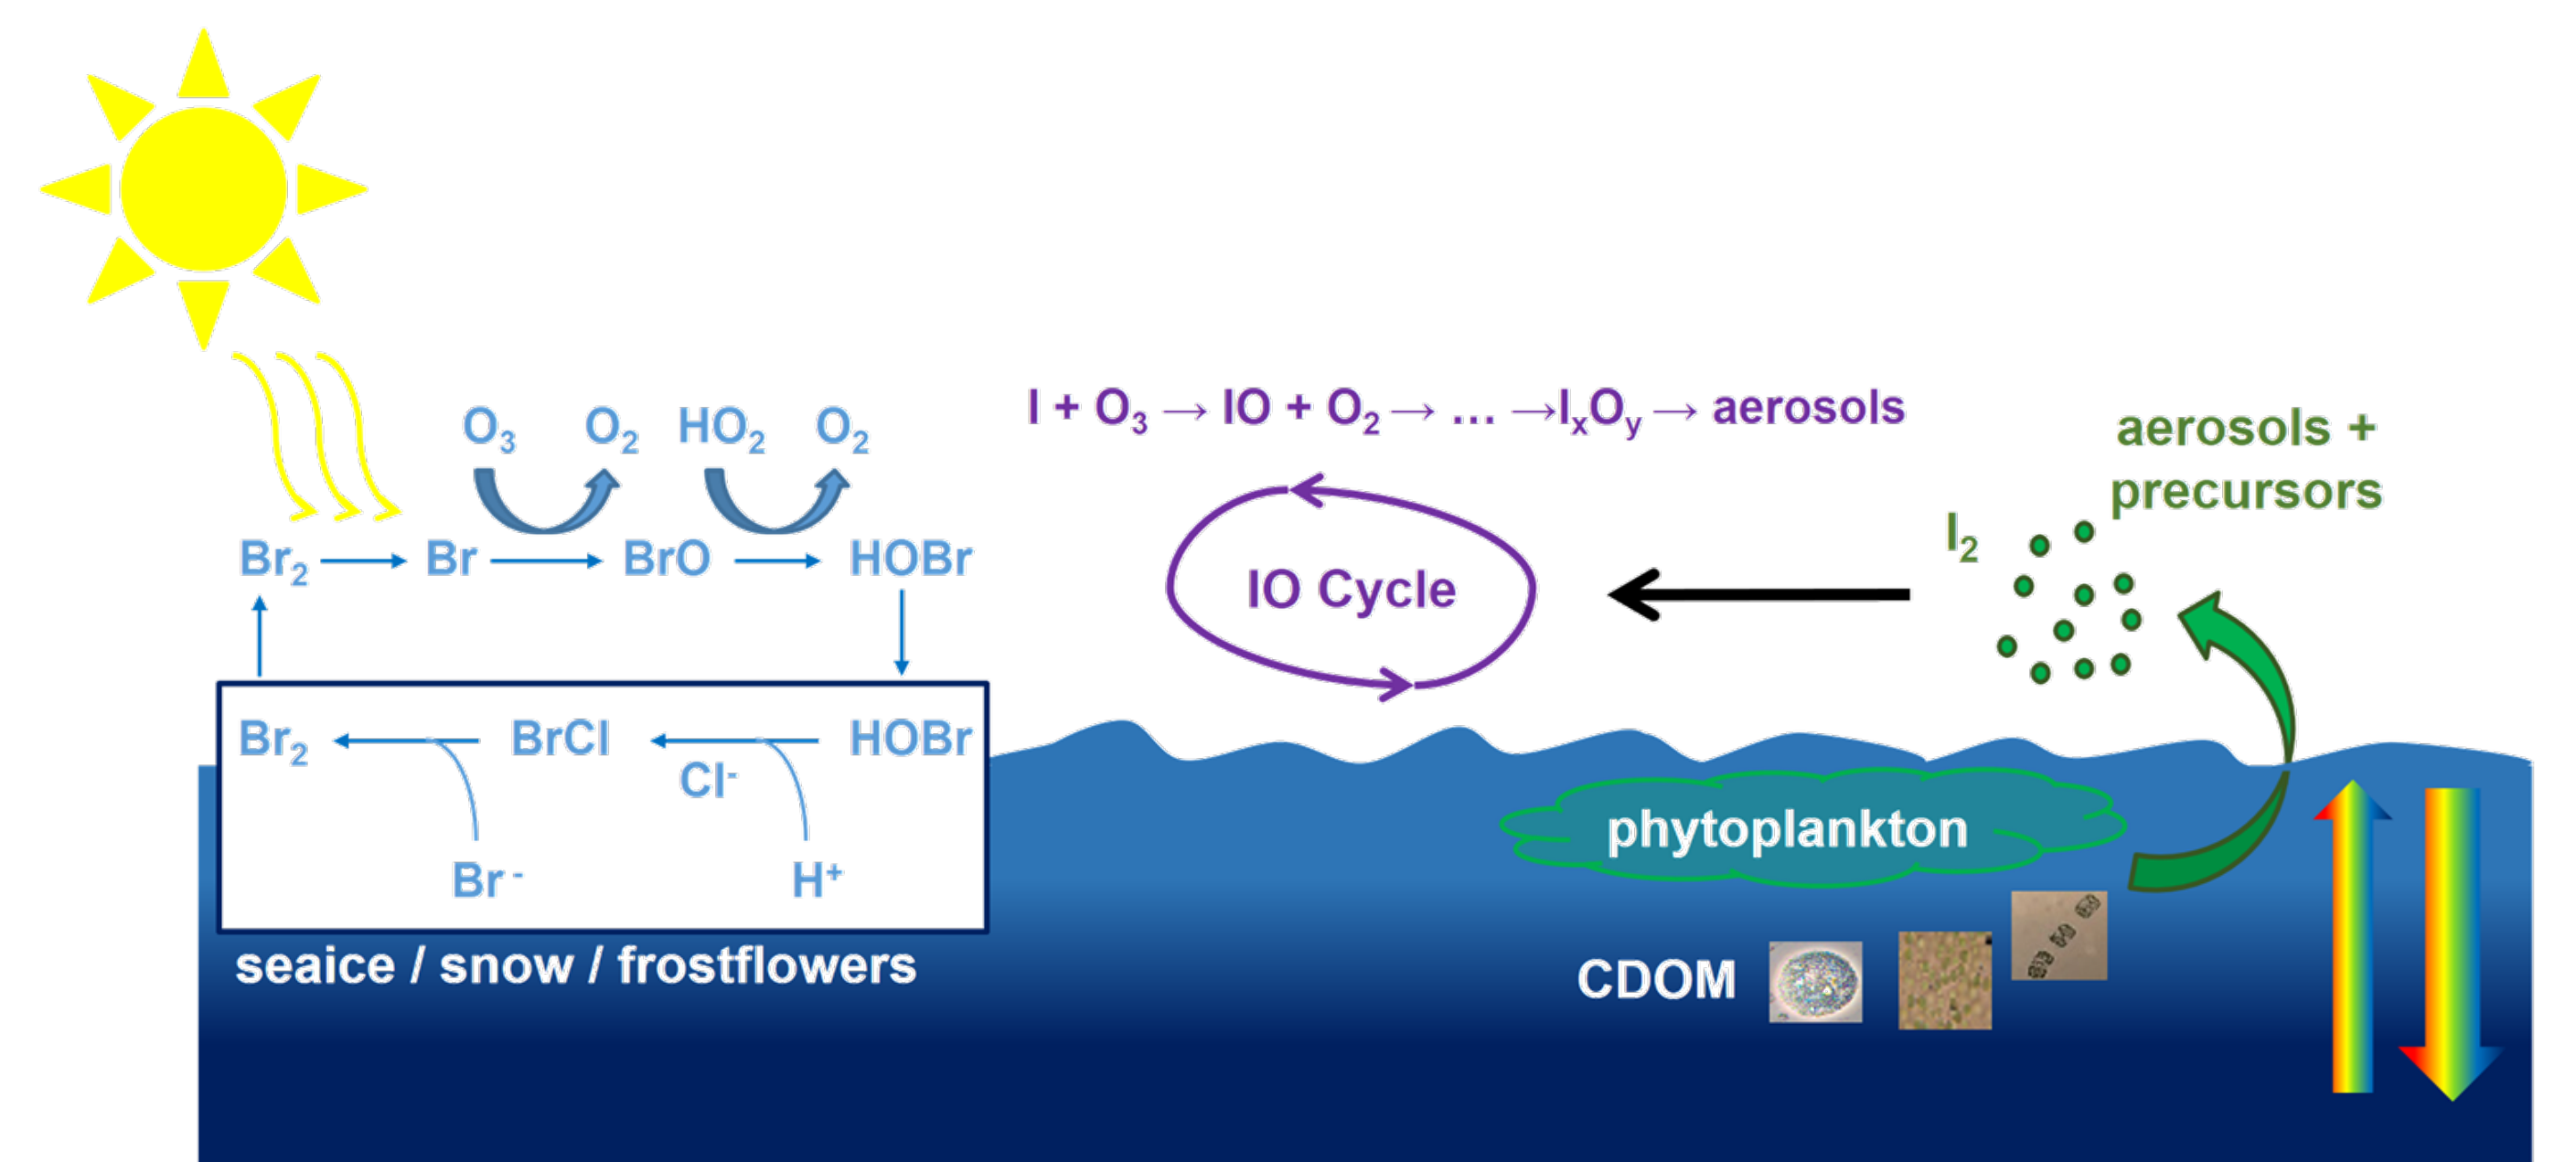 O₃ O₂ HO₂ O₂
Br₂ → Br → BrO → HOBr
Br₂ BrCl HOBr
Cl⁻
Br⁻ H⁺
seaice / snow / frostflowers
I + O₃ → IO + O₂ → ... → IₓOᵧ → aerosols
IO Cycle
aerosols +
precursors
I₂
phytoplankton
CDOM